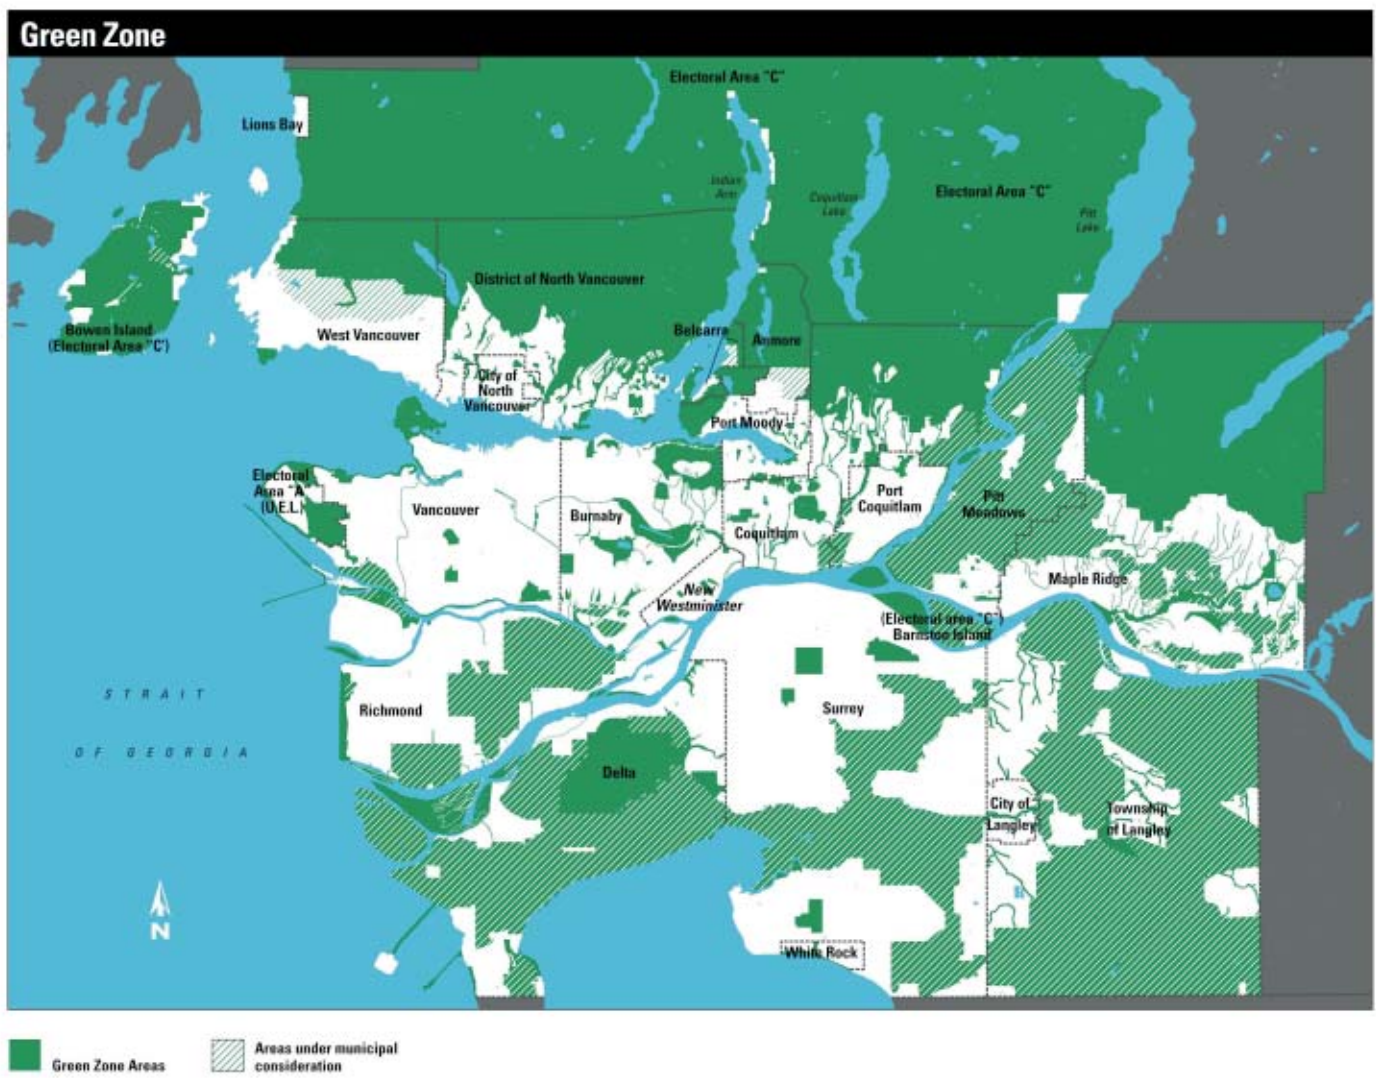 Green Zone
Electoral Area "C"
Lions Bay
Indian
Arm
Coquitlam
Lake
Electoral Area "C"
Pitt
Lake
District of North Vancouver
Bowen Island
(Electoral Area "C")
West Vancouver
Belcarra
Anmore
City of
North
Vancouver
Port Moody
Electoral
Area "A"
(U.E.L.)
Vancouver
Burnaby
Coquitlam
Port
Coquitlam
Pitt
Meadows
New
Westminister
Maple Ridge
(Electoral area "C")
Barnston Island
STRAIT
OF GEORGIA
Richmond
Surrey
Delta
City of
Langley
Township
of Langley
N
White Rock
Green Zone Areas
Areas under municipal
consideration